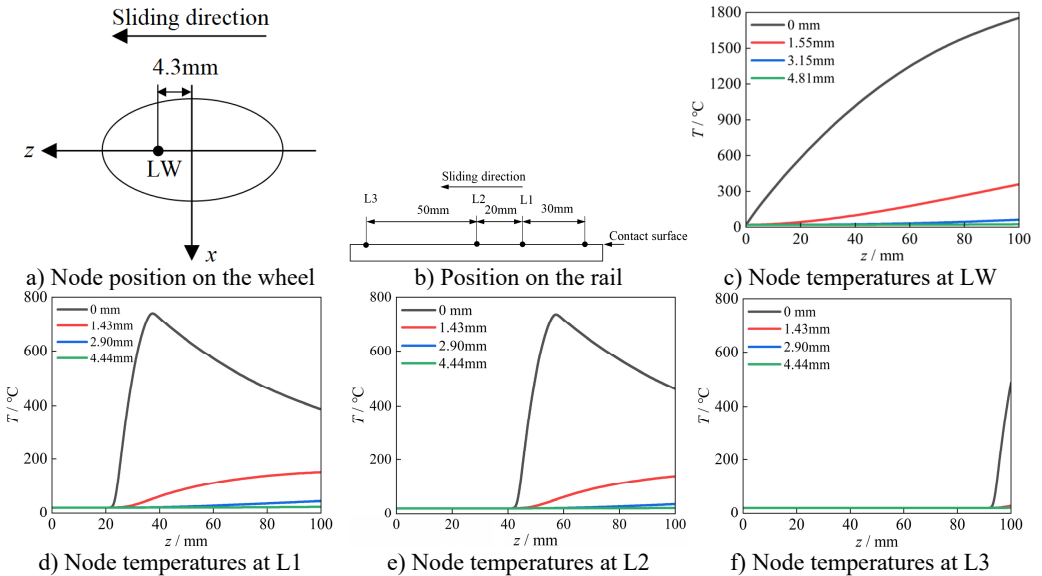 Sliding direction
4.3mm
z
LW
x
a) Node position on the wheel
Sliding direction
L3
L2
L1
50mm
20mm
30mm
Contact surface
b) Position on the rail
T / °C
1800
1500
1200
900
600
300
0
0 mm
1.55mm
3.15mm
4.81mm
0 20 40 60 80 100
z / mm
c) Node temperatures at LW
T / °C
800
600
400
200
0
0 mm
1.43mm
2.90mm
4.44mm
0 20 40 60 80 100
z / mm
d) Node temperatures at L1
T / °C
800
600
400
200
0
0 mm
1.43mm
2.90mm
4.44mm
0 20 40 60 80 100
z / mm
e) Node temperatures at L2
T / °C
800
600
400
200
0
0 mm
1.43mm
2.90mm
4.44mm
0 20 40 60 80 100
z / mm
f) Node temperatures at L3